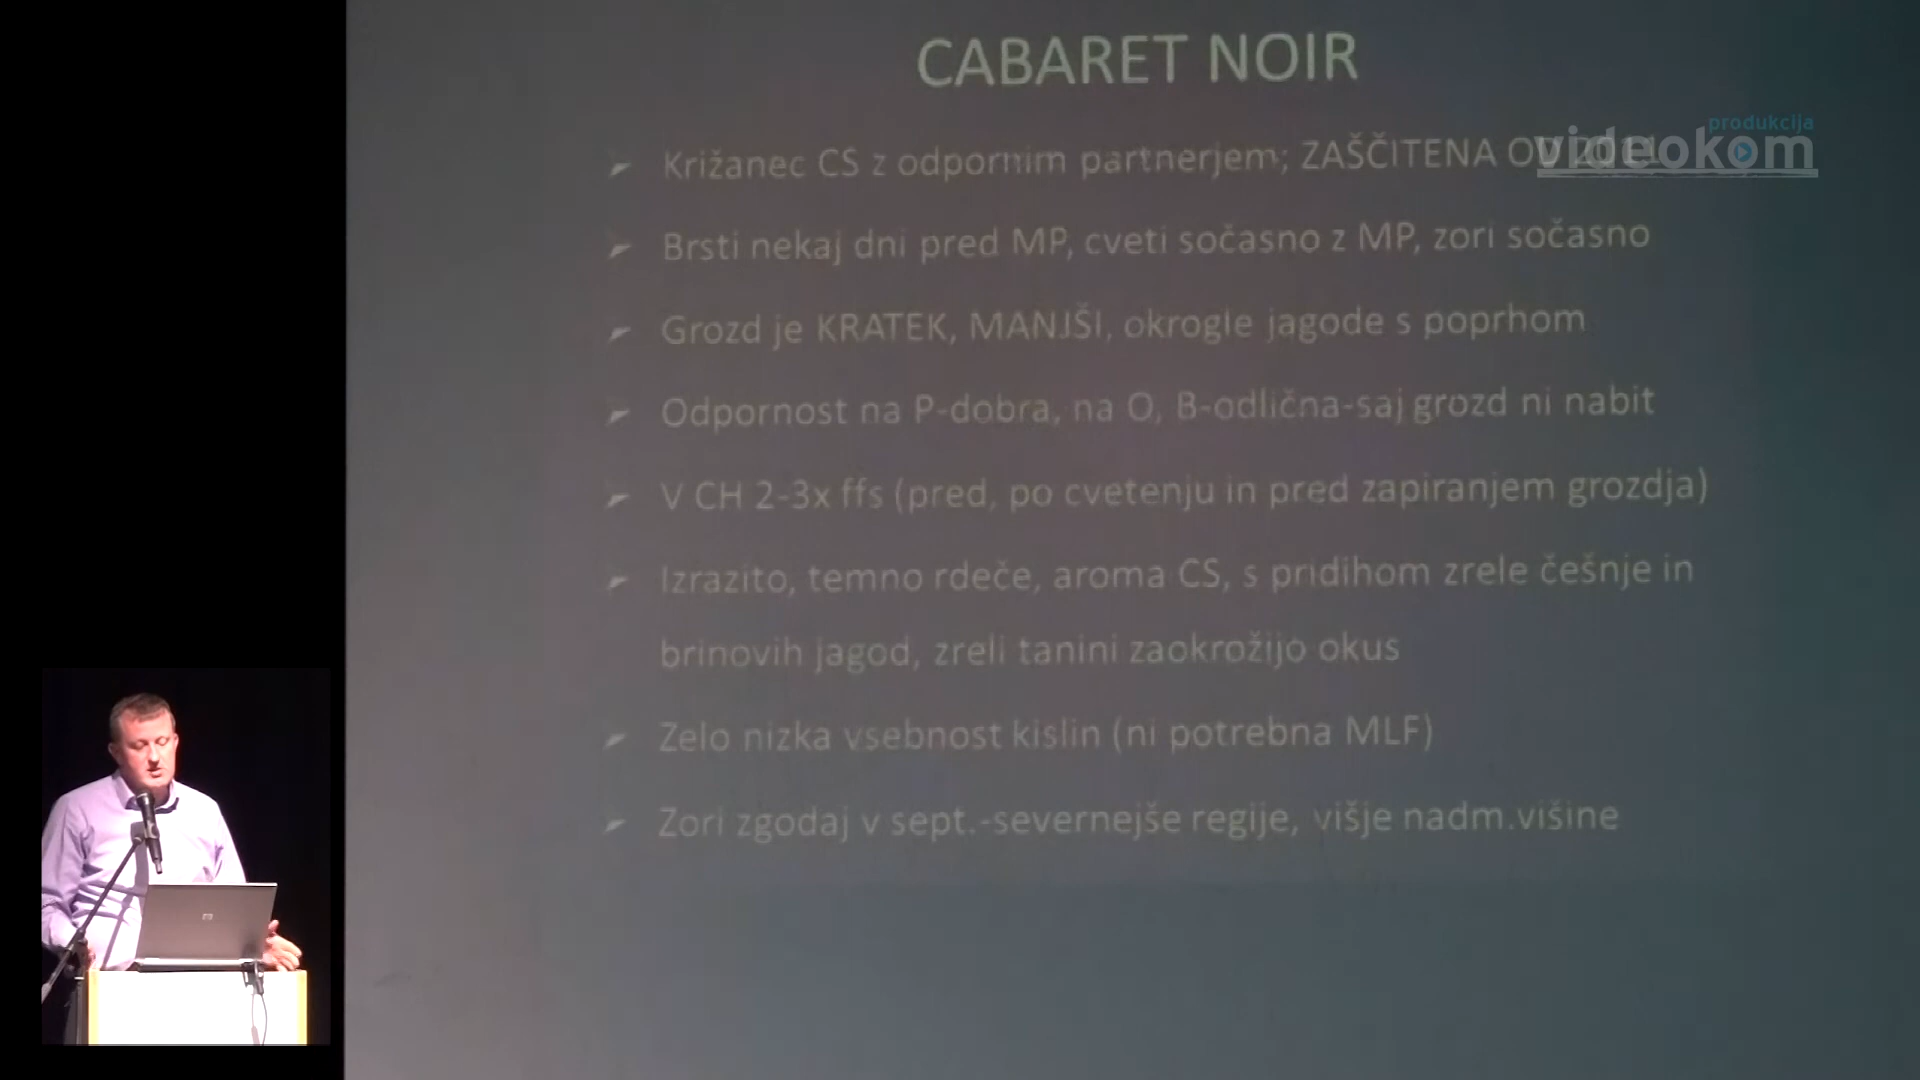 CABARET NOIR
produkcija
videokom
Križanec CS z odpornim partnerjem; ZAŠČITENA
Brsti nekaj dni pred MP, cveti sočasno z MP, zori sočasno
Grozd je KRATEK, MANJŠI, okrogle jagode s poprhom
Odpornost na P-dobra, na O, B-odlična-saj grozd ni nabit
V CH 2-3x ffs (pred, po cvetenju in pred zapiranjem grozdja)
Izrazito, temno rdeče, aroma CS, s pridihom zrele češnje in
brinovih jagod, zreli tanini zaokrožijo okus
Zelo nizka vsebnost kislin (ni potrebna MLF)
Zori zgodaj v sept.-severnejše regije, višje nadm.višine
hp